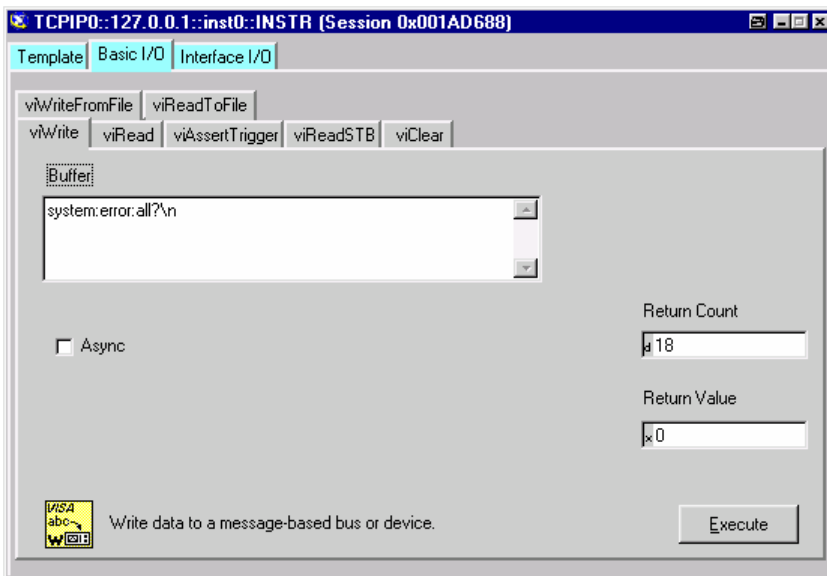 TCPIP0::127.0.0.1::inst0::INSTR (Session 0x001AD688)
Template Basic I/O Interface I/O
viWriteFromFile viReadToFile
viWrite viRead viAssertTrigger viReadSTB viClear
Buffer
system:error:all?\n
Return Count
Async
d 18
Return Value
x 0
VISA
abc
W
Write data to a message-based bus or device.
Execute